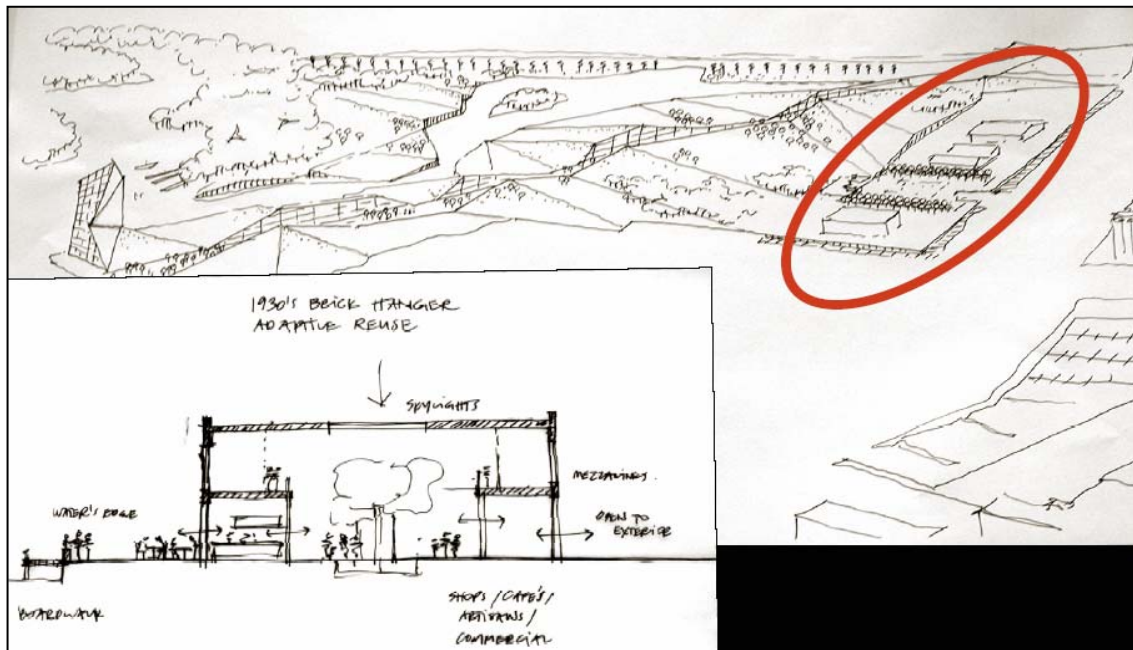 1930's BRICK HANGER
ADAPTIVE REUSE
SKYLIGHTS
MEZZANINES.
WATER'S EDGE
OPEN TO
EXTERIOR
BOARDWALK
SHOPS / CAFE'S /
ARTISANS /
COMMERCIAL